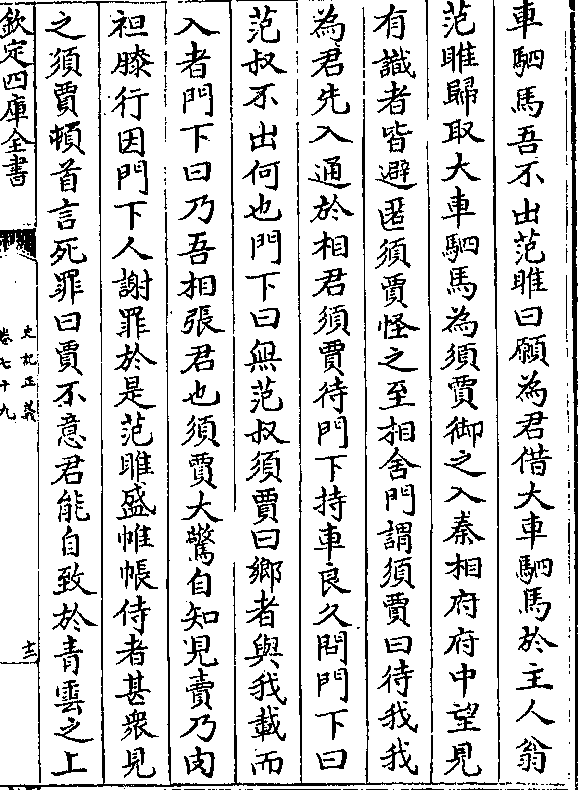 車駟馬吾不出范雎曰願為君借大車駟馬於主人翁
范雎歸取大車駟馬為須賈御之入秦相府府中望見
有識者皆避匿須賈怪之至相舍門謂須賈曰待我我
為君先入通於相君須賈待門下持車良久問門下曰
范叔不出何也門下曰無范叔須賈曰鄉者與我載而
入者門下曰乃吾相張君也須賈大驚自知見賣乃肉
袒膝行因門下人謝罪於是范雎盛帷帳侍者甚衆見
之須賈頓首言死罪曰賈不意君能自致於青雲之上
欽定四庫全書
史記正義
卷七十九
十三